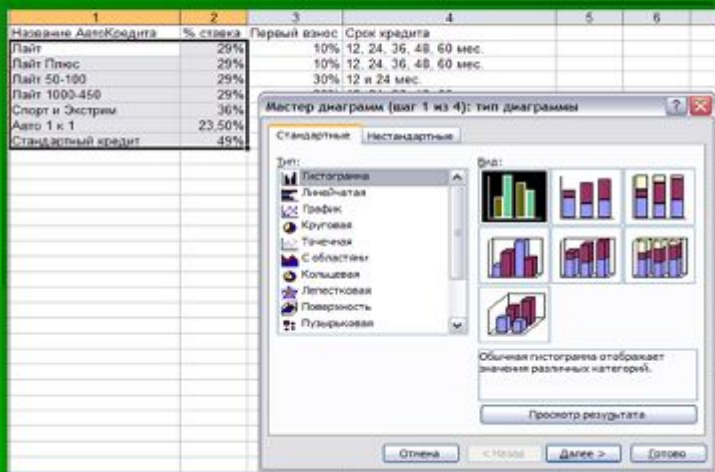 1 2 3 4 5 6
Название АвтоКредита % ставка Первый взнос Срок кредита
Лайт 29% 10% 12, 24, 36, 48, 60 мес.
Лайт Плюс 29% 10% 12, 24, 36, 48, 60 мес.
Лайт 50-100 29% 30% 12 и 24 мес.
Лайт 1000-450 29%
Спорт и Экстрим 36%
Авто 1 к 1 23,50%
Стандартный кредит 49%
Мастер диаграмм (шаг 1 из 4): тип диаграммы
Стандартные Нестандартные
Тип:
Вид:
Гистограмма
Линейчатая
График
Круговая
Точечная
С областями
Кольцевая
Лепестковая
Поверхность
Пузырьковая
Обычная гистограмма отображает
значения различных категорий.
Просмотр результата
Отмена < Назад Далее > Готово